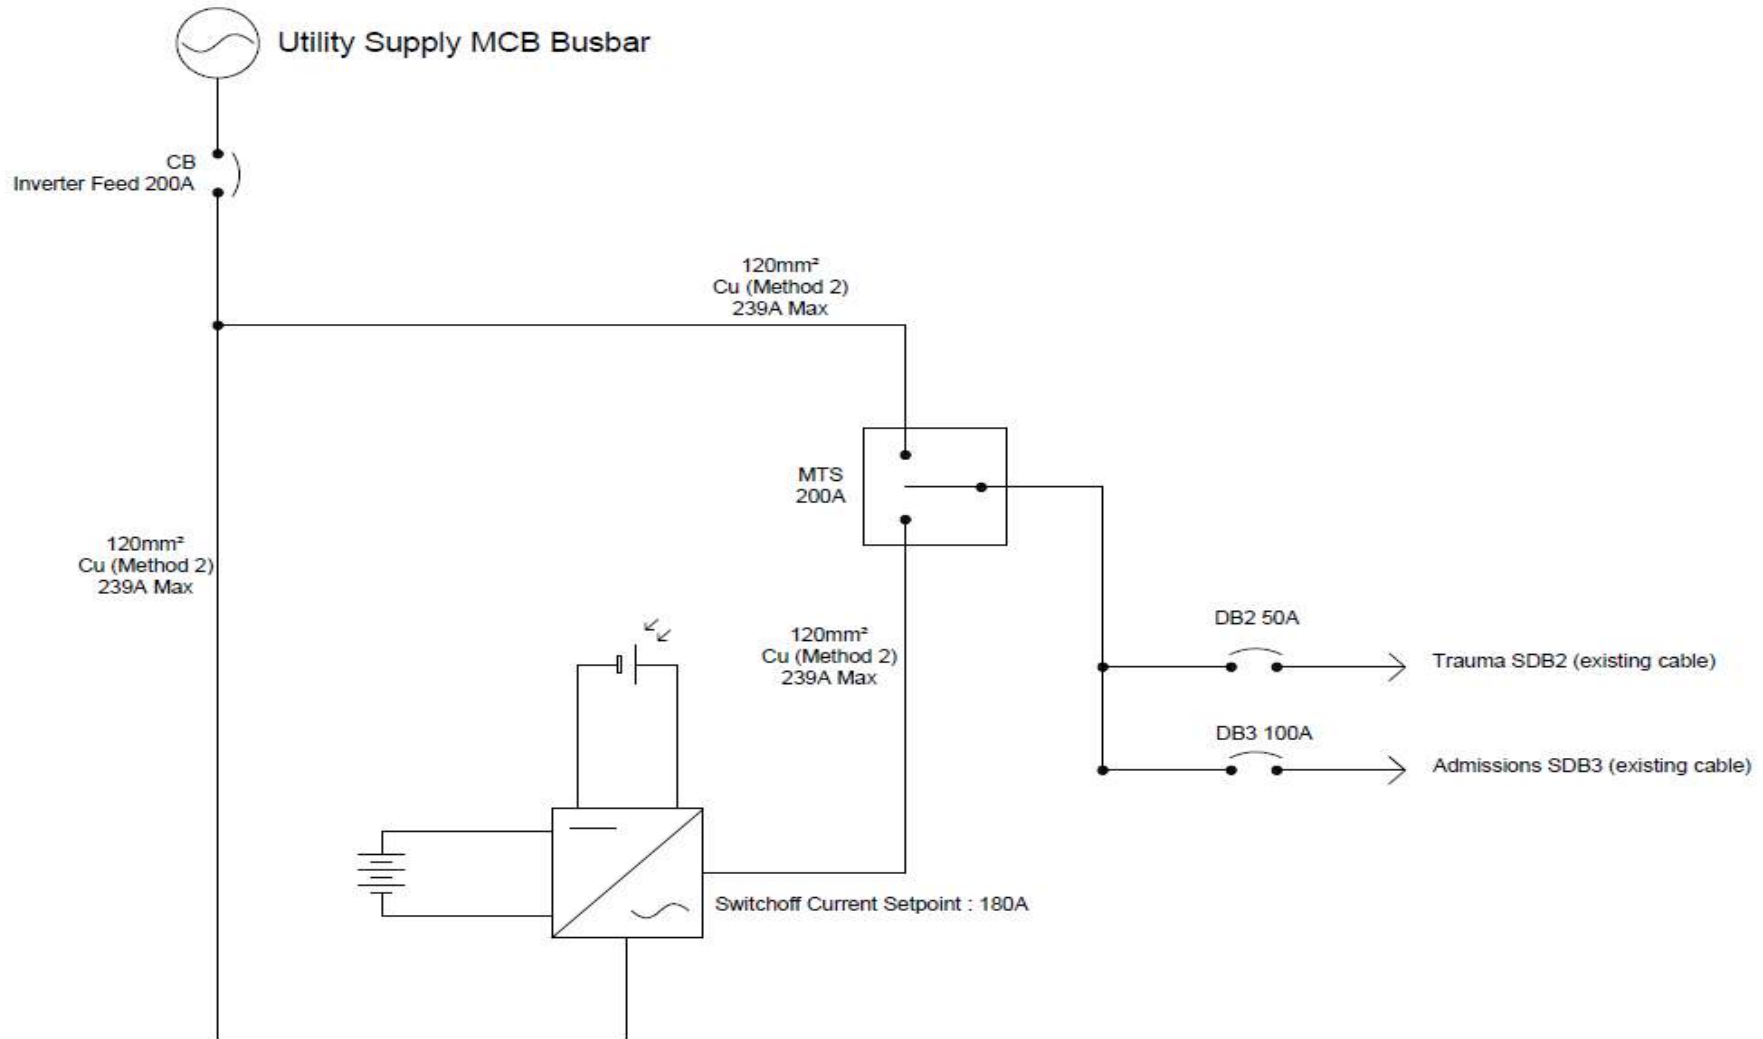 Utility Supply MCB Busbar
CB
Inverter Feed 200A
120mm²
Cu (Method 2)
239A Max
MTS
200A
120mm²
Cu (Method 2)
239A Max
120mm²
Cu (Method 2)
239A Max
DB2 50A
Trauma SDB2 (existing cable)
DB3 100A
Admissions SDB3 (existing cable)
Switchoff Current Setpoint : 180A